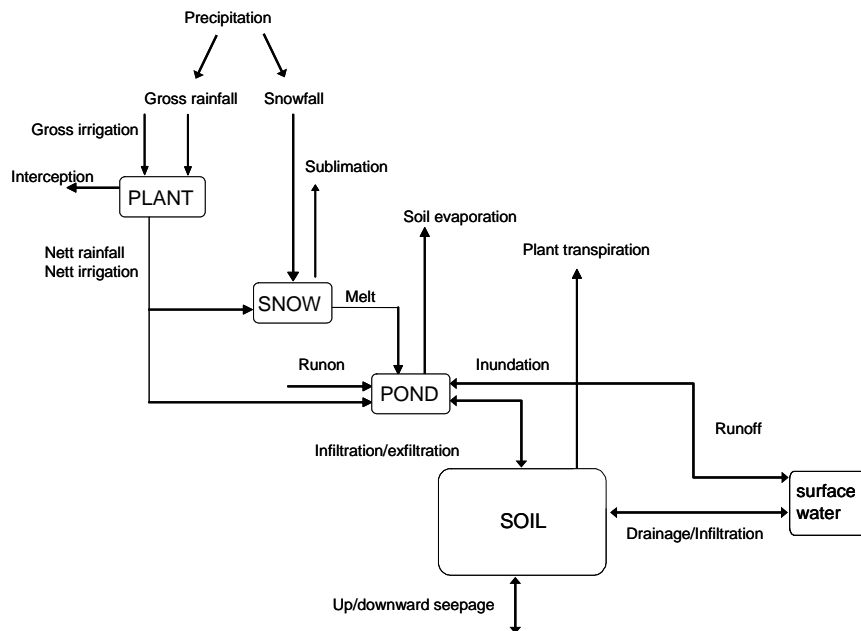 Precipitation
Gross rainfall
Snowfall
Gross irrigation
Sublimation
Interception
PLANT
Soil evaporation
Nett rainfall
Nett irrigation
Plant transpiration
SNOW
Melt
Runon
Inundation
POND
Runoff
Infiltration/exfiltration
surface
water
SOIL
Drainage/Infiltration
Up/downward seepage